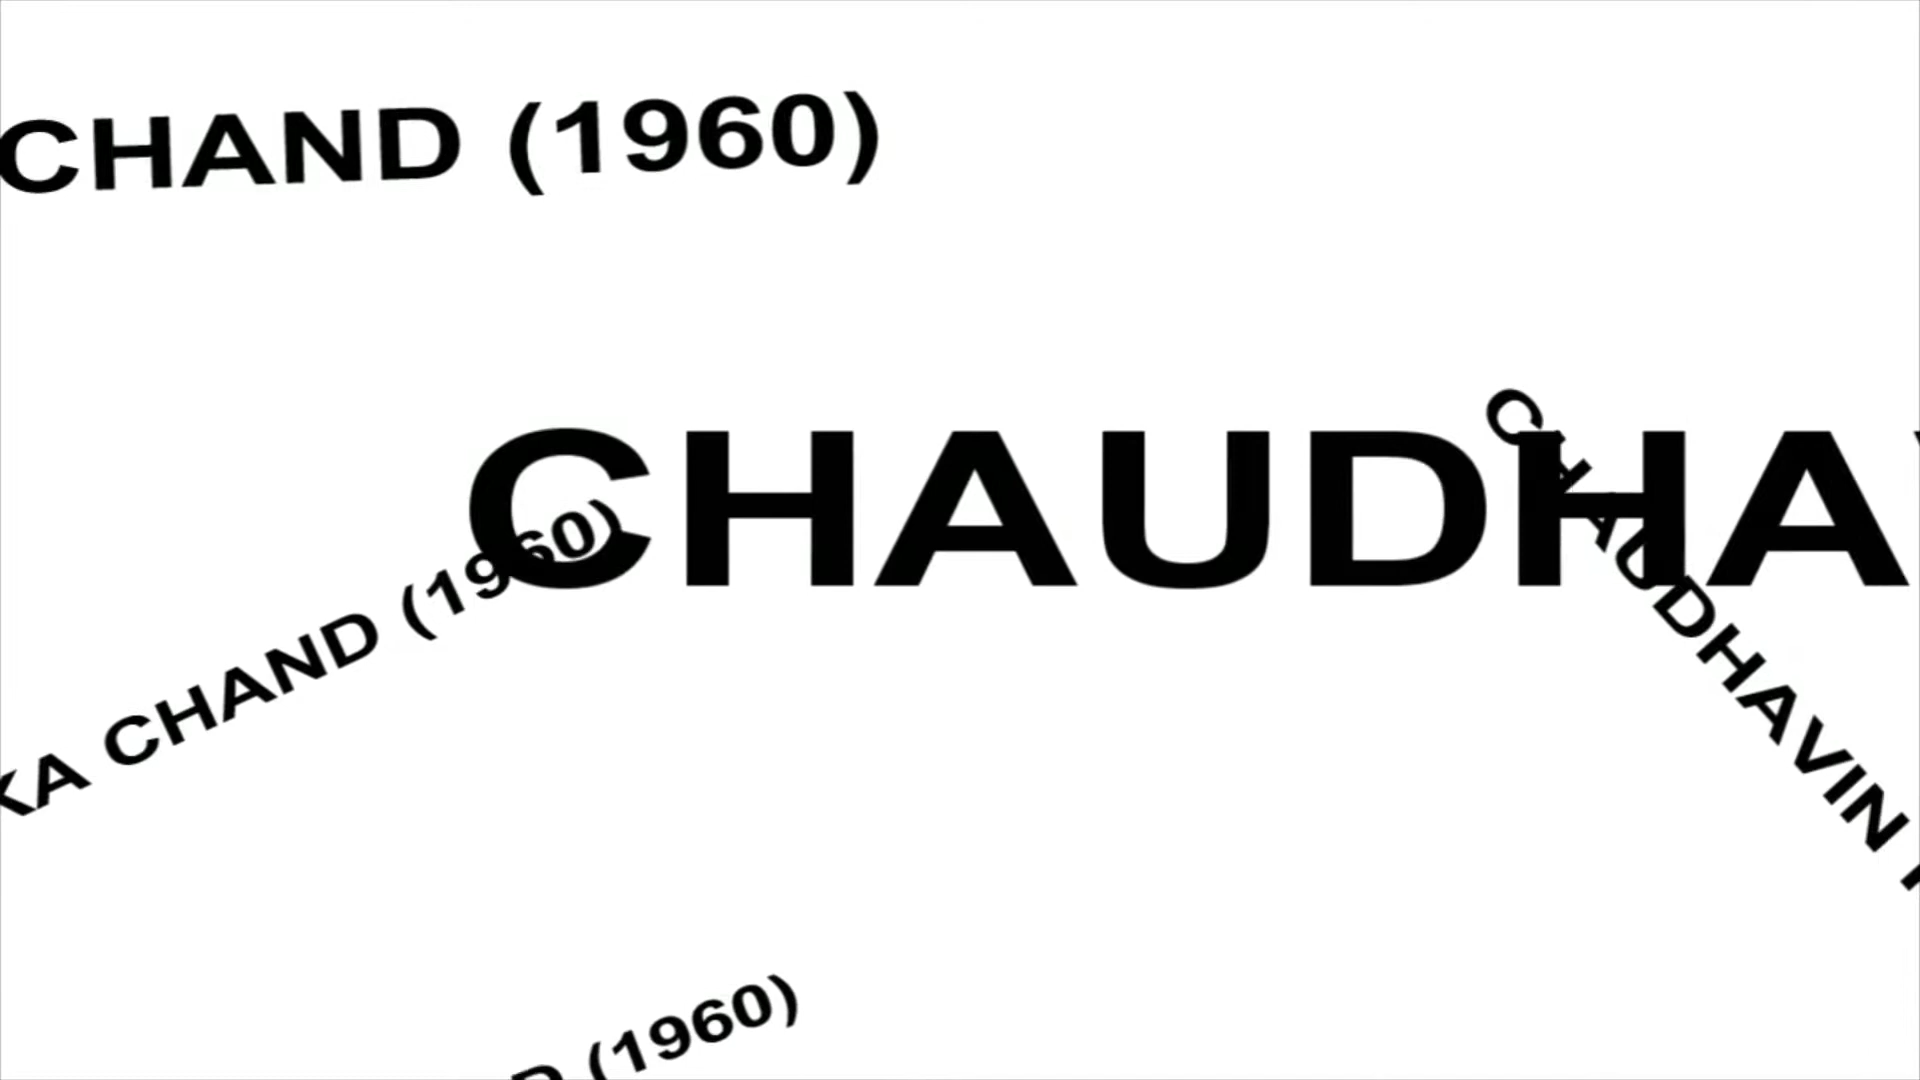 CHAND (1960)
CHAUDHA
CHAUDHAVIN
KA CHAND (1960)
D (1960)